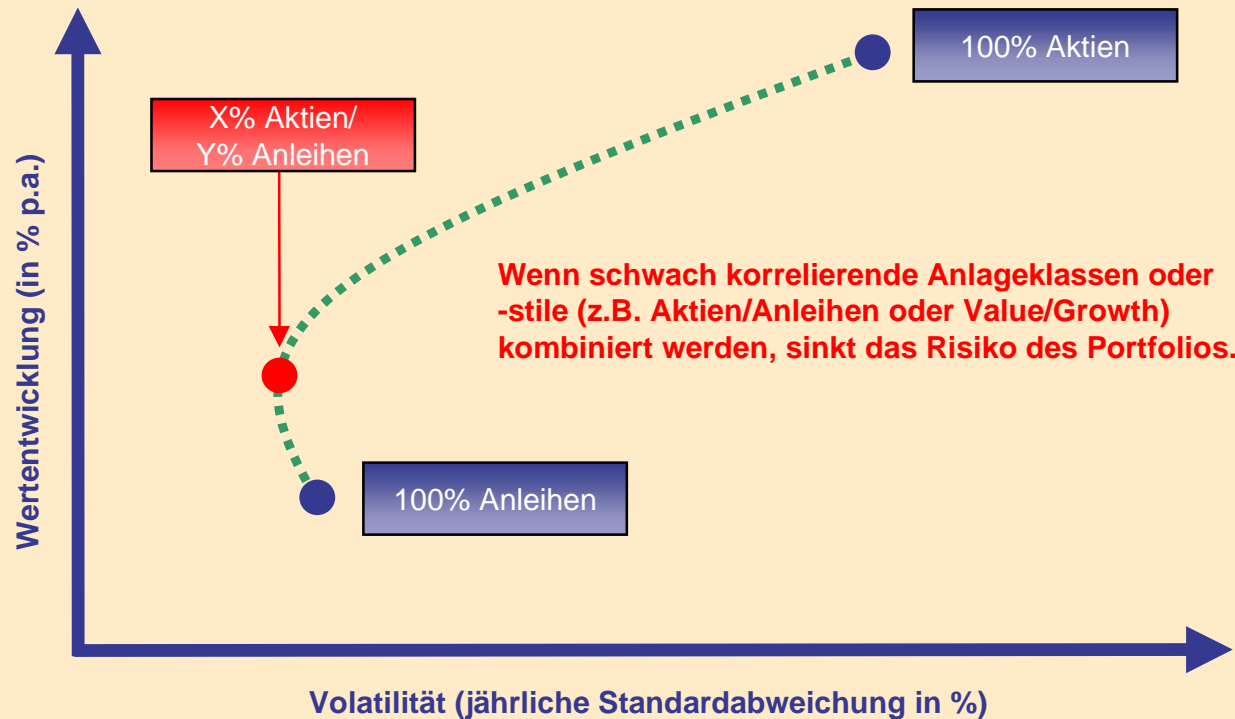 100% Aktien
X% Aktien/
Y% Anleihen
Wertentwicklung (in % p.a.)
Wenn schwach korrelierende Anlageklassen oder
-stile (z.B. Aktien/Anleihen oder Value/Growth)
kombiniert werden, sinkt das Risiko des Portfolios.
100% Anleihen
Volatilität (jährliche Standardabweichung in %)